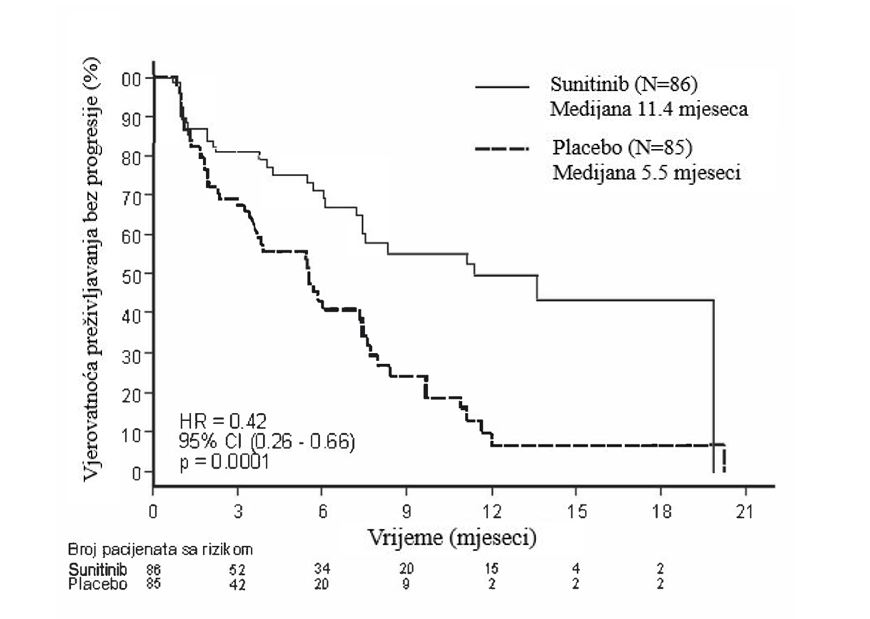 Vjerovatnoća preživljavanja bez progresije (%)
00
90
80
70
60
50
40
30
20
10
0
Sunitinib (N=86)
Medijana 11.4 mjeseca
Placebo (N=85)
Medijana 5.5 mjeseci
HR = 0.42
95% CI (0.26 - 0.66)
p = 0.0001
0 3 6 9 12 15 18 21
Vrijeme (mjeseci)
Broj pacijenata sa rizikom
Sunitinib 86 52 34 20 15 4 2
Placebo 85 42 20 9 2 2 2